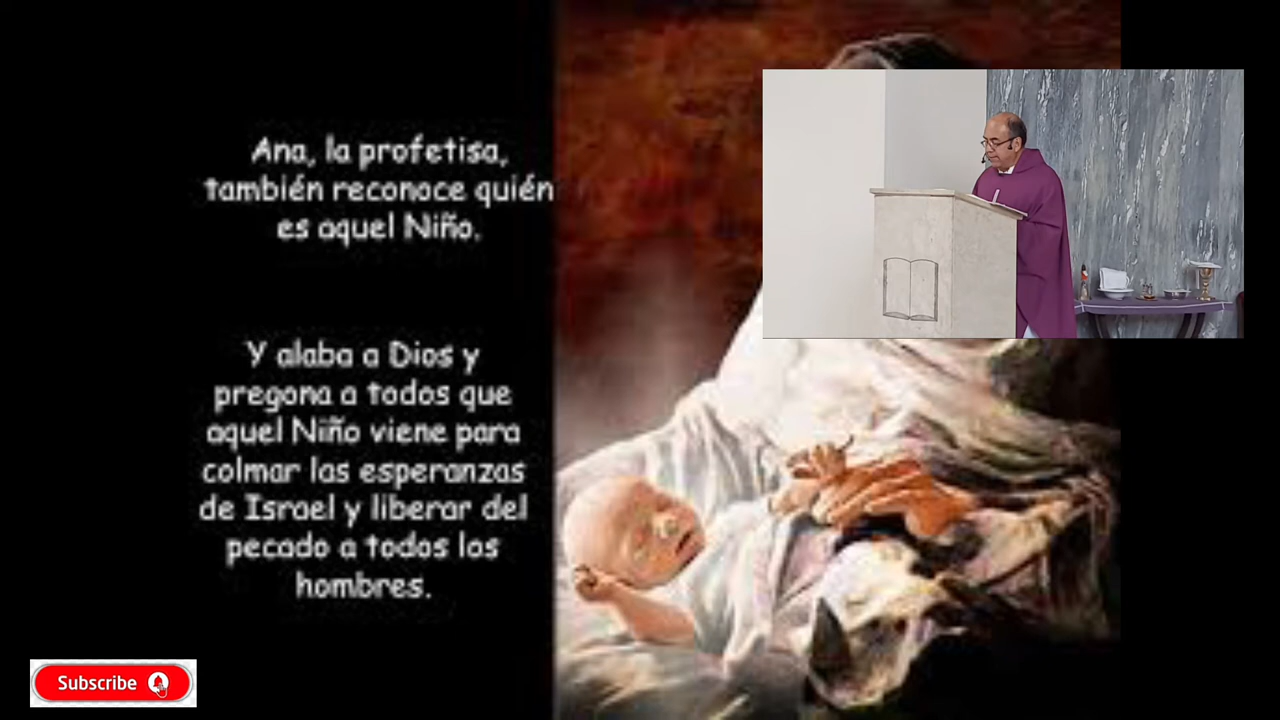 Ana, la profetisa,
también reconoce quién
es aquel Niño.
Y alaba a Dios y
pregona a todos que
aquel Niño viene para
colmar las esperanzas
de Israel y liberar del
pecado a todos los
hombres.
Subscribe